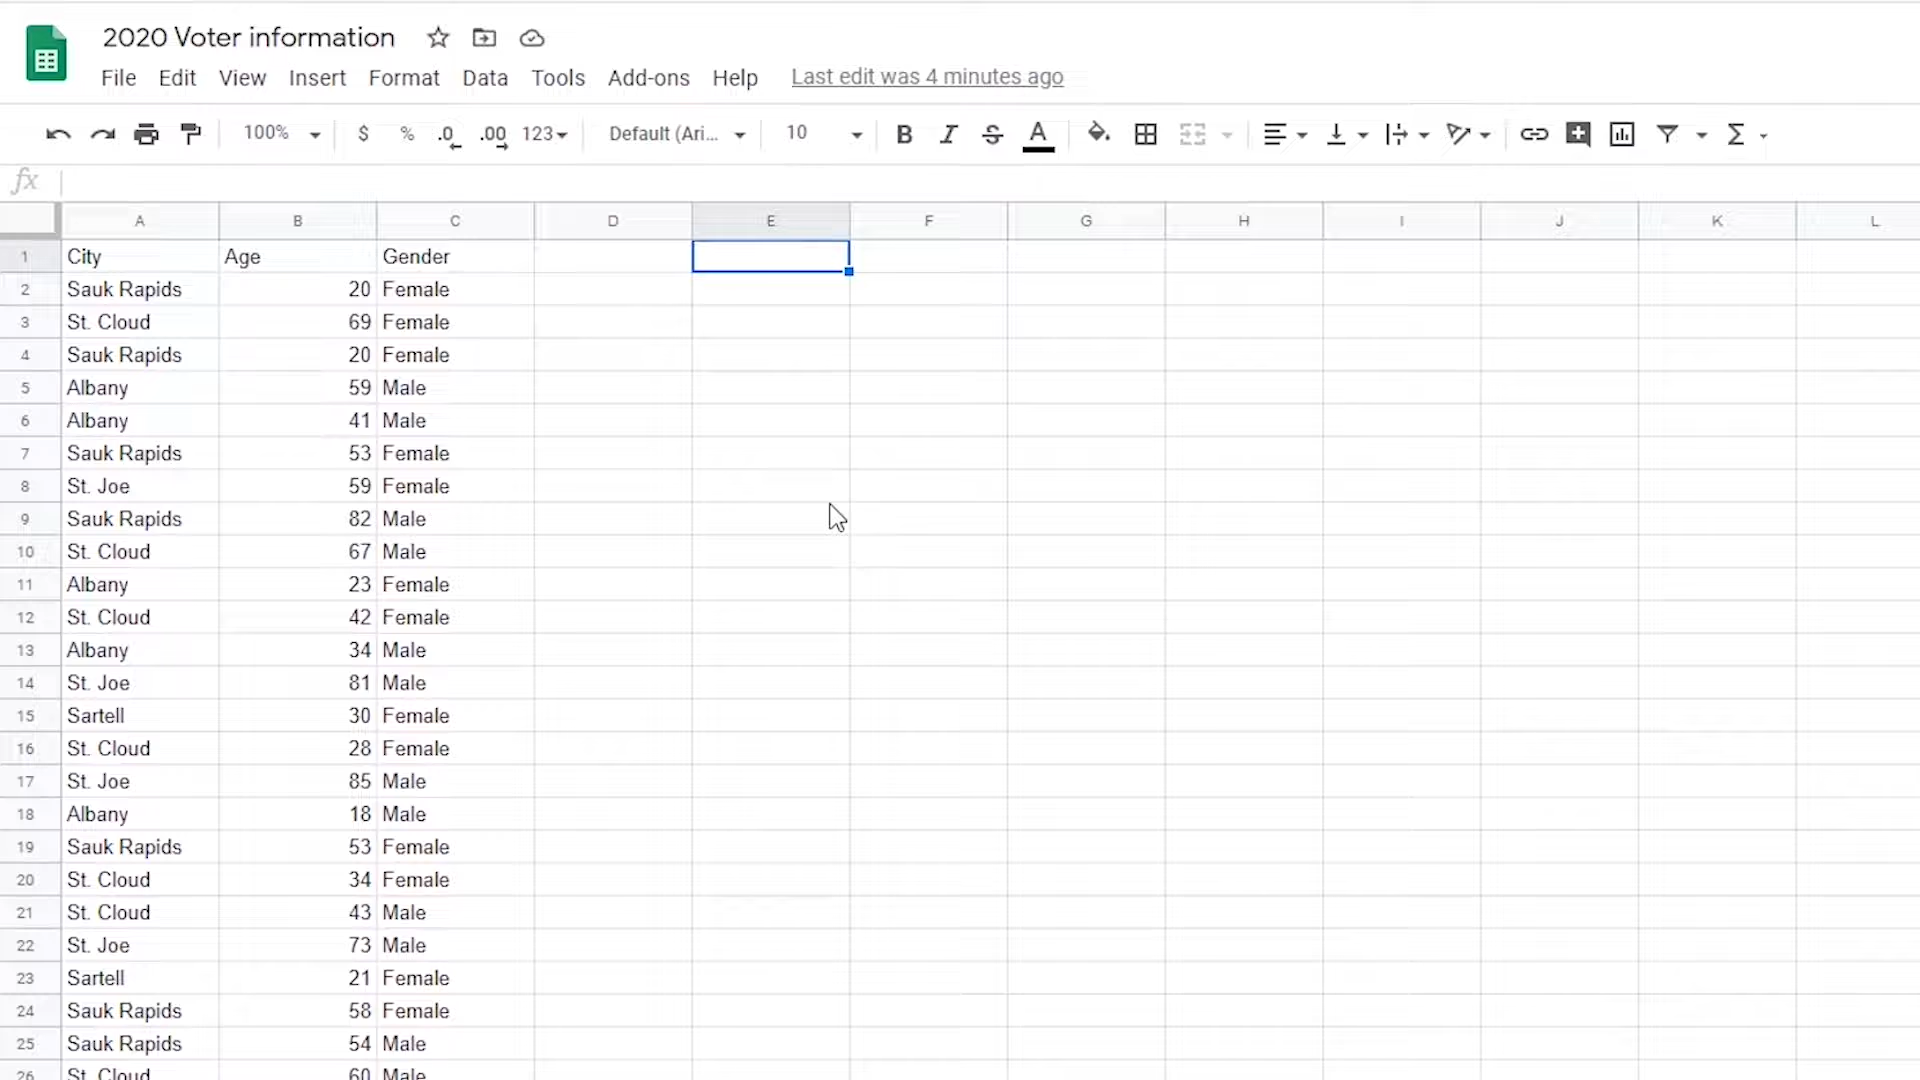 2020 Voter information
File Edit View Insert Format Data Tools Add-ons Help Last edit was 4 minutes ago
100% $ % .0 .00 123 Default (Ari... 10 B I S A Σ
fx
A B C D E F G H I J K L
1 City Age Gender
2 Sauk Rapids 20 Female
3 St. Cloud 69 Female
4 Sauk Rapids 20 Female
5 Albany 59 Male
6 Albany 41 Male
7 Sauk Rapids 53 Female
8 St. Joe 59 Female
9 Sauk Rapids 82 Male
10 St. Cloud 67 Male
11 Albany 23 Female
12 St. Cloud 42 Female
13 Albany 34 Male
14 St. Joe 81 Male
15 Sartell 30 Female
16 St. Cloud 28 Female
17 St. Joe 85 Male
18 Albany 18 Male
19 Sauk Rapids 53 Female
20 St. Cloud 34 Female
21 St. Cloud 43 Male
22 St. Joe 73 Male
23 Sartell 21 Female
24 Sauk Rapids 58 Female
25 Sauk Rapids 54 Male
26 St. Cloud 60 Male